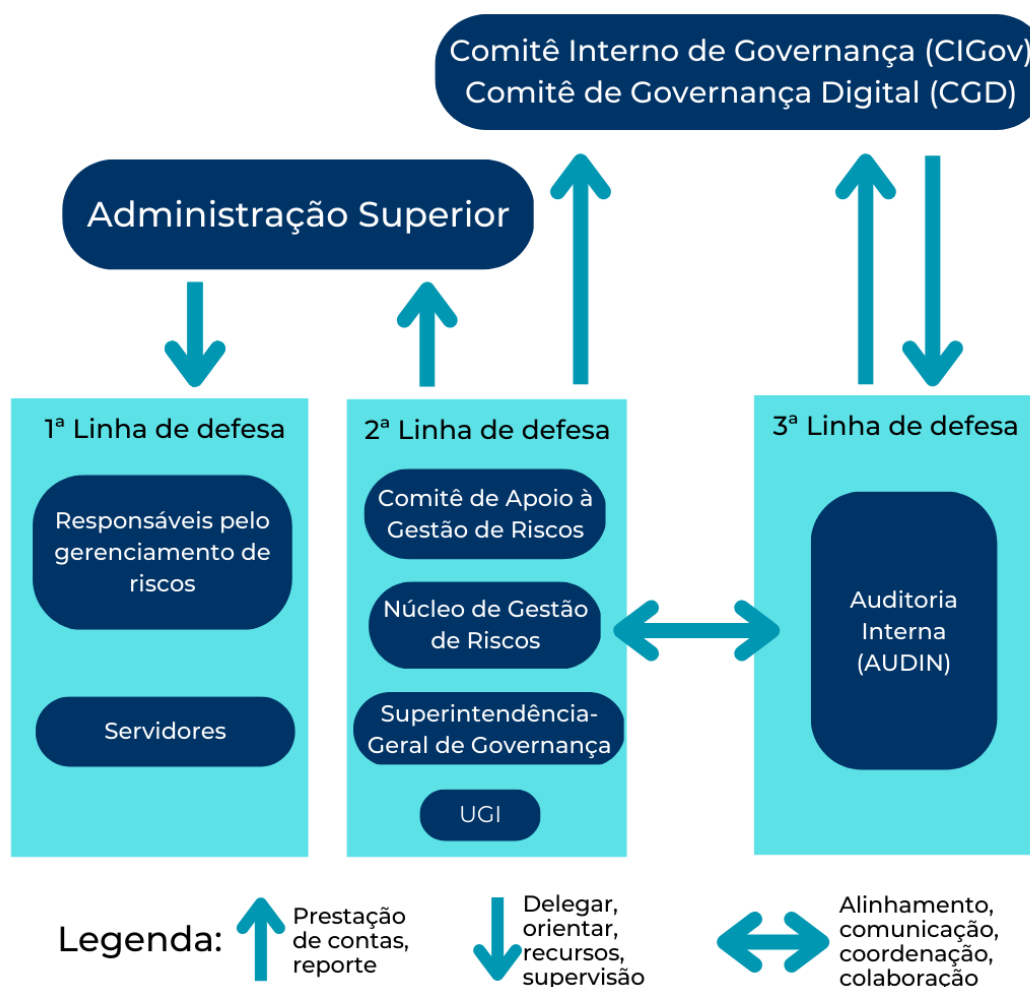 Comitê Interno de Governança (CIGov)
Comitê de Governança Digital (CGD)
Administração Superior
1ª Linha de defesa
Responsáveis pelo
gerenciamento de
riscos
Servidores
2ª Linha de defesa
Comitê de Apoio à
Gestão de Riscos
Núcleo de Gestão
de Riscos
Superintendência-
Geral de Governança
UGI
3ª Linha de defesa
Auditoria
Interna
(AUDIN)
Legenda:
Prestação
de contas,
reporte
Delegar,
orientar,
recursos,
supervisão
Alinhamento,
comunicação,
coordenação,
colaboração